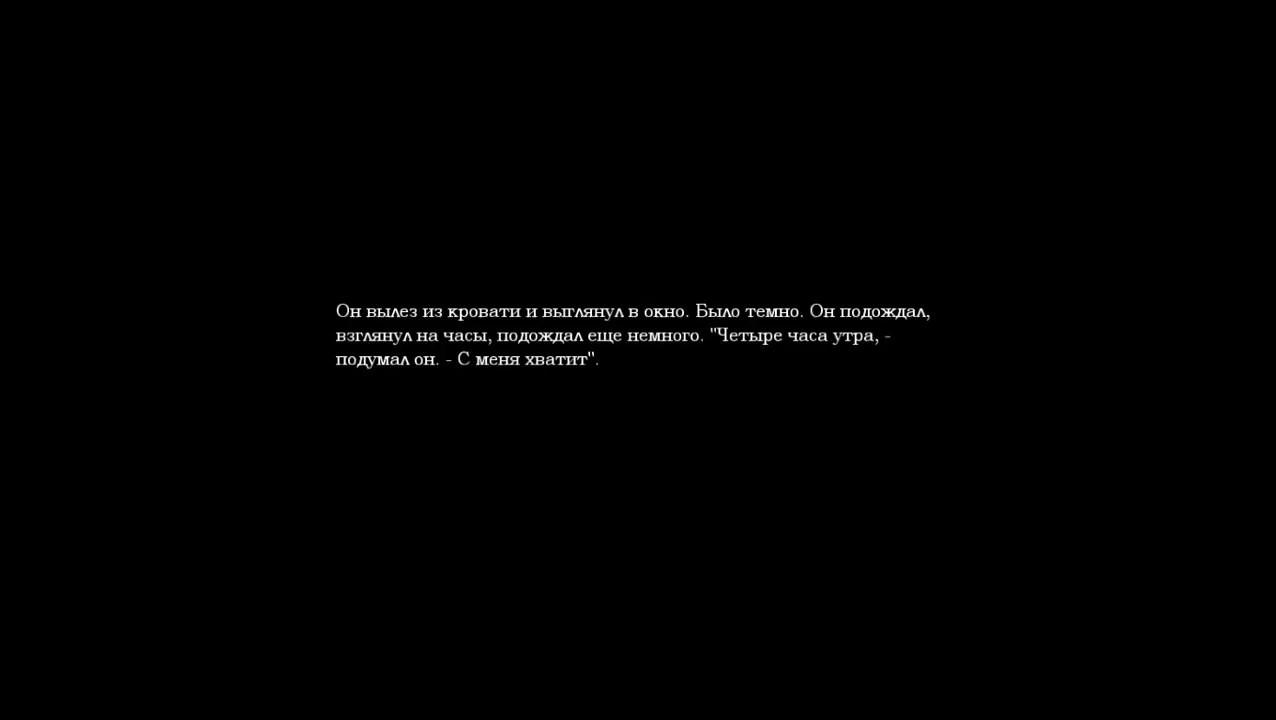 Он вылез из кровати и выглянул в окно. Было темно. Он подождал,
взглянул на часы, подождал еще немного. "Четыре часа утра, -
подумал он. - С меня хватит".